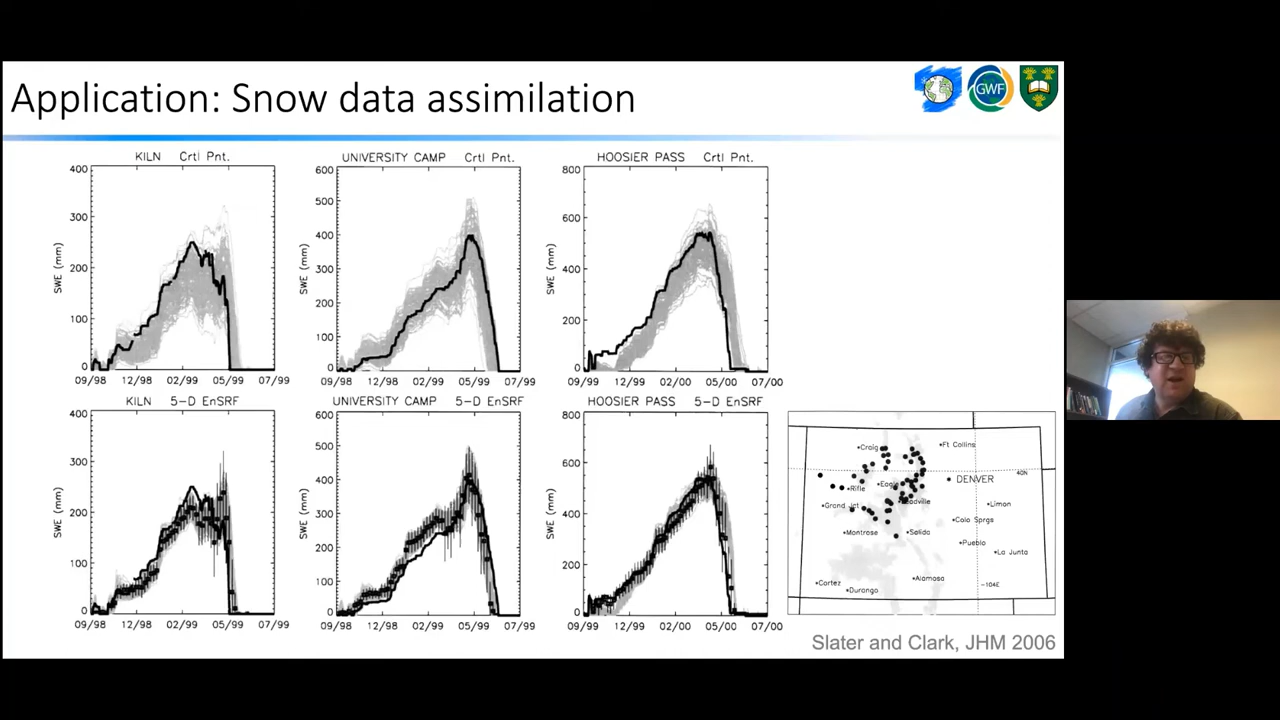 Application: Snow data assimilation
GWF
KILN Crtl Pnt.
400
300
200
100
0
SWE (mm)
09/98 12/98 02/99 05/99 07/99
UNIVERSITY CAMP Crtl Pnt.
600
500
400
300
200
100
0
SWE (mm)
09/98 12/98 02/99 05/99 07/99
HOOSIER PASS Crtl Pnt.
800
600
400
200
0
SWE (mm)
09/99 12/99 02/00 05/00 07/00
KILN 5-D EnSRF
400
300
200
100
0
SWE (mm)
09/98 12/98 02/99 05/99 07/99
UNIVERSITY CAMP 5-D EnSRF
600
500
400
300
200
100
0
SWE (mm)
09/98 12/98 02/99 05/99 07/99
HOOSIER PASS 5-D EnSRF
800
600
400
200
0
SWE (mm)
09/99 12/99 02/00 05/00 07/00
Craig
Ft Collins
40N
Rifle
Eagle
DENVER
Grand Jct
Leadville
Limon
Colo Sprgs
Montrose
Salida
Pueblo
La Junta
Cortez
Durango
Alamosa
-104E
Slater and Clark, JHM 2006